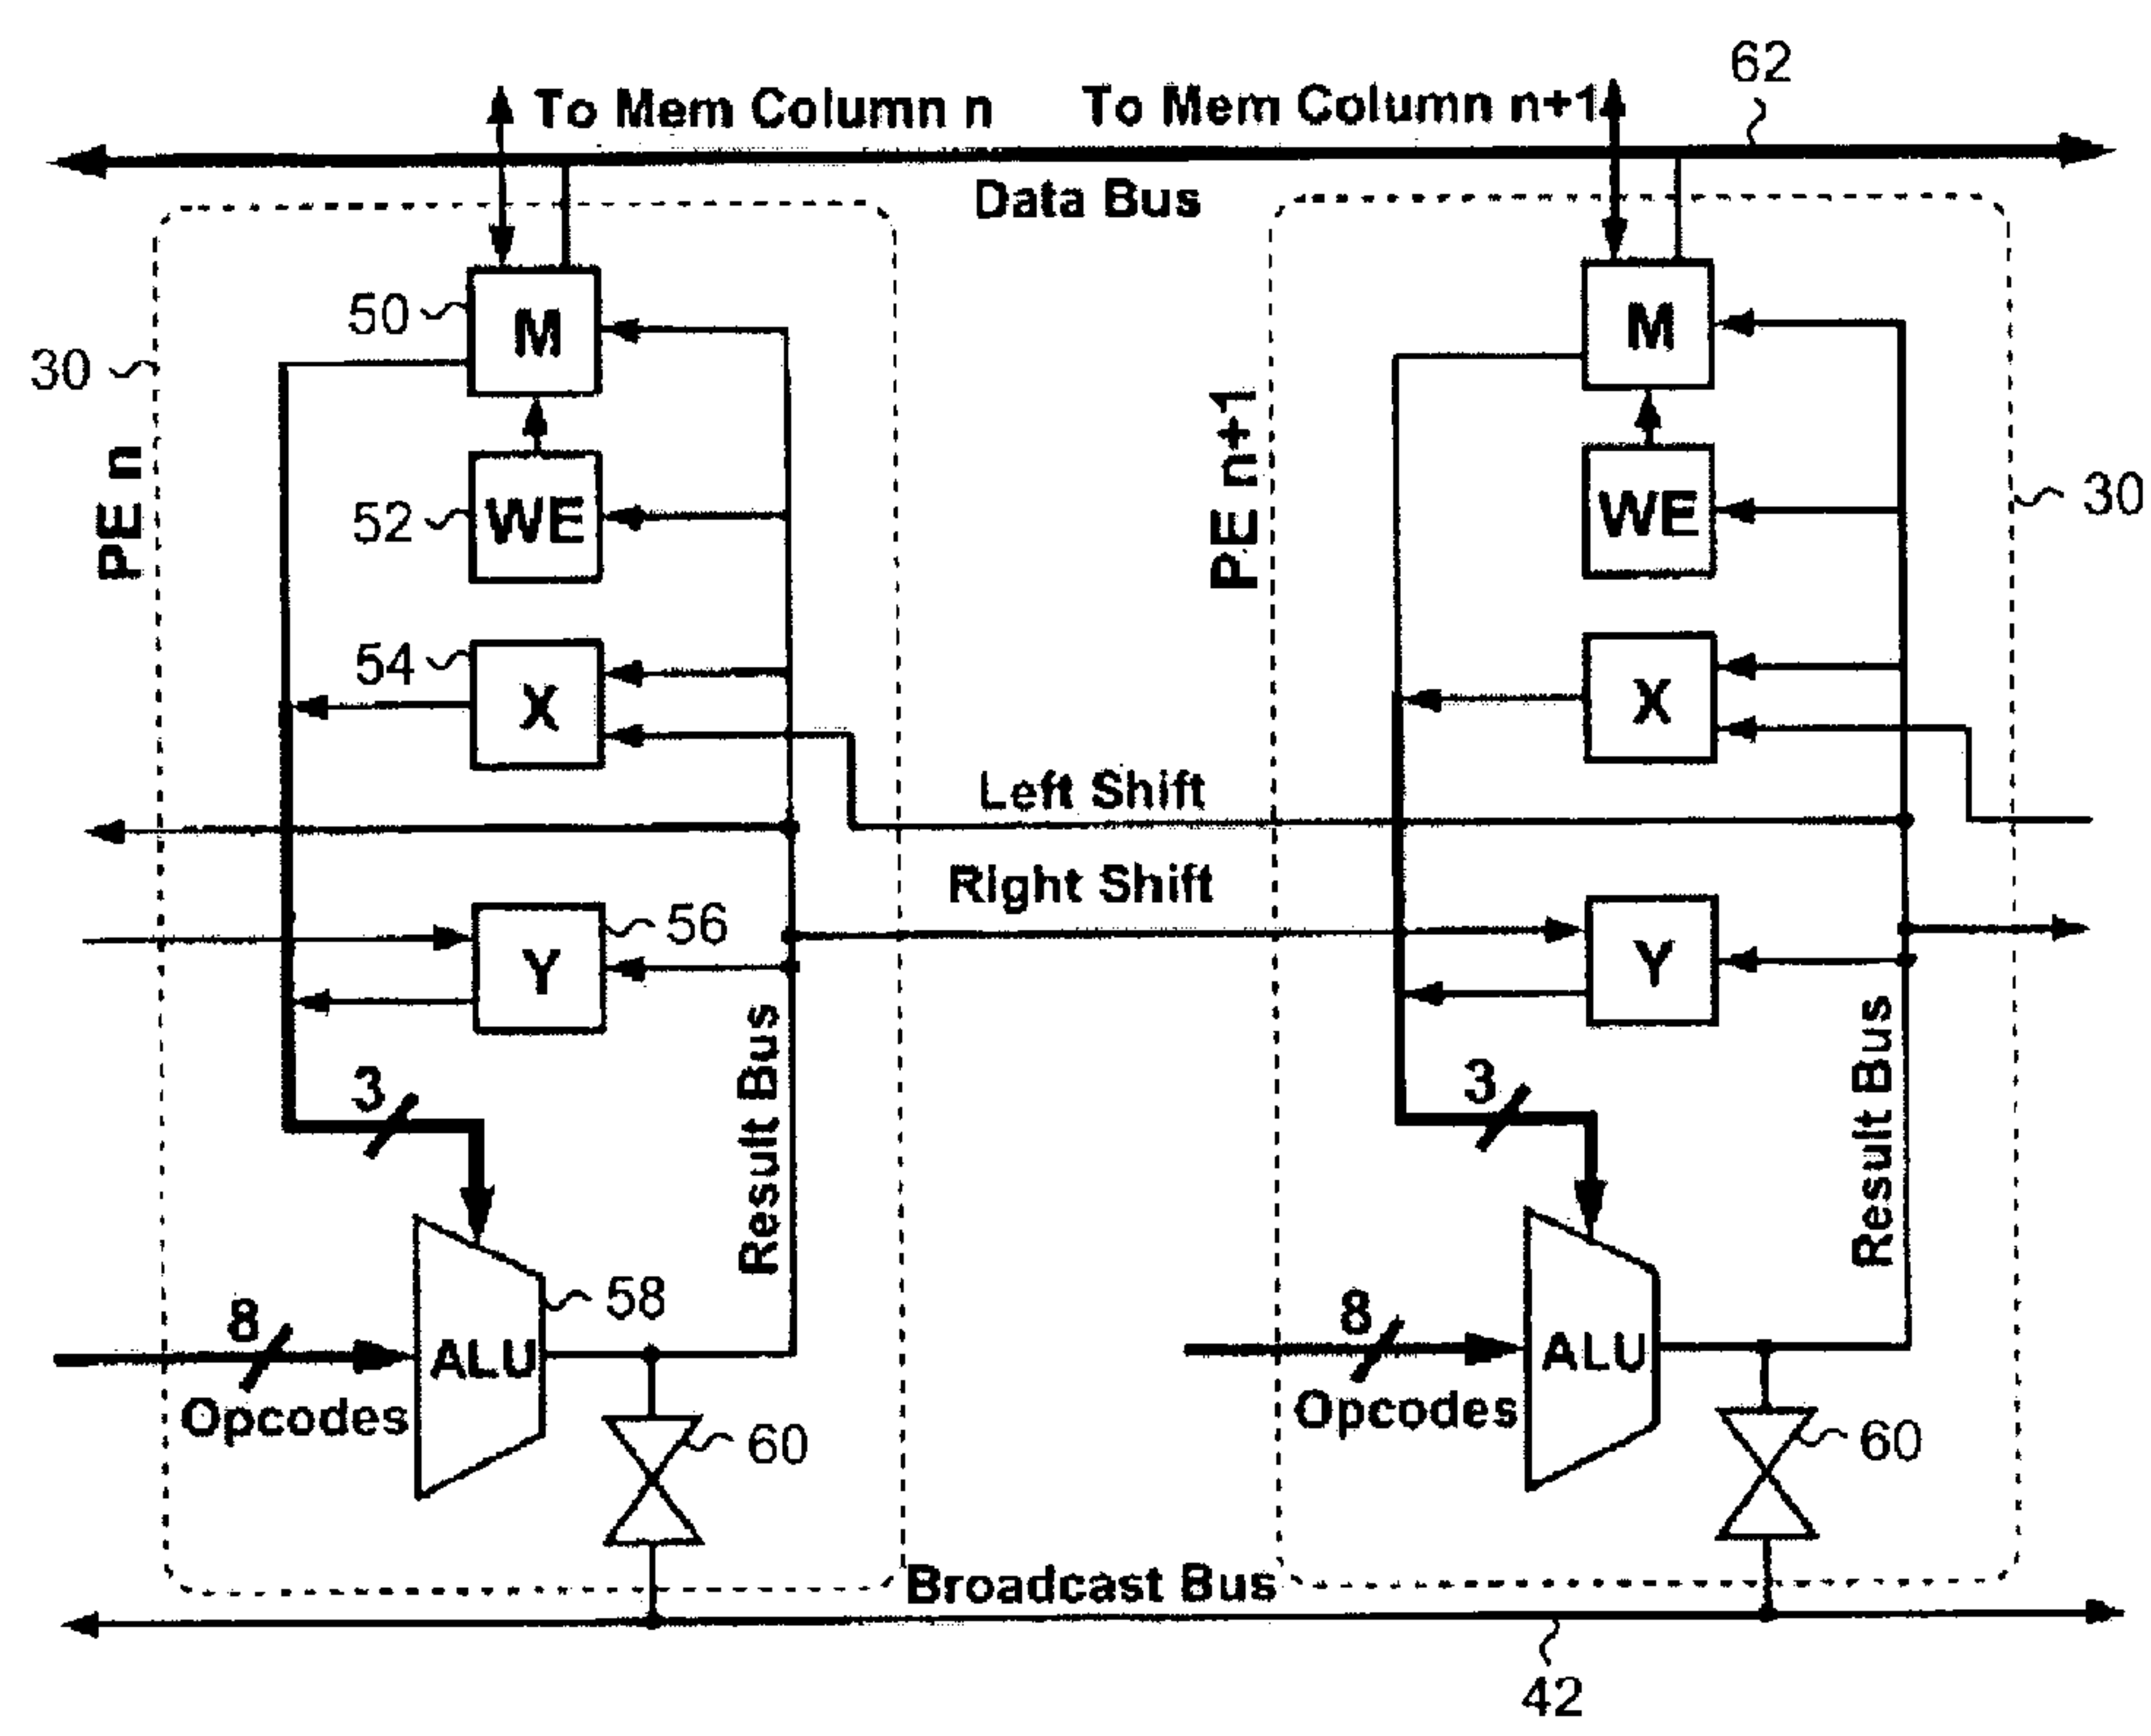 62
To Mem Column n
To Mem Column n+1
Data Bus
50
M
M
30
PE n
PE n+1
52
WE
WE
30
54
X
X
Left Shift
Right Shift
56
Y
Y
3
3
Result Bus
Result Bus
58
8
8
ALU
ALU
Opcodes
Opcodes
60
60
Broadcast Bus
42